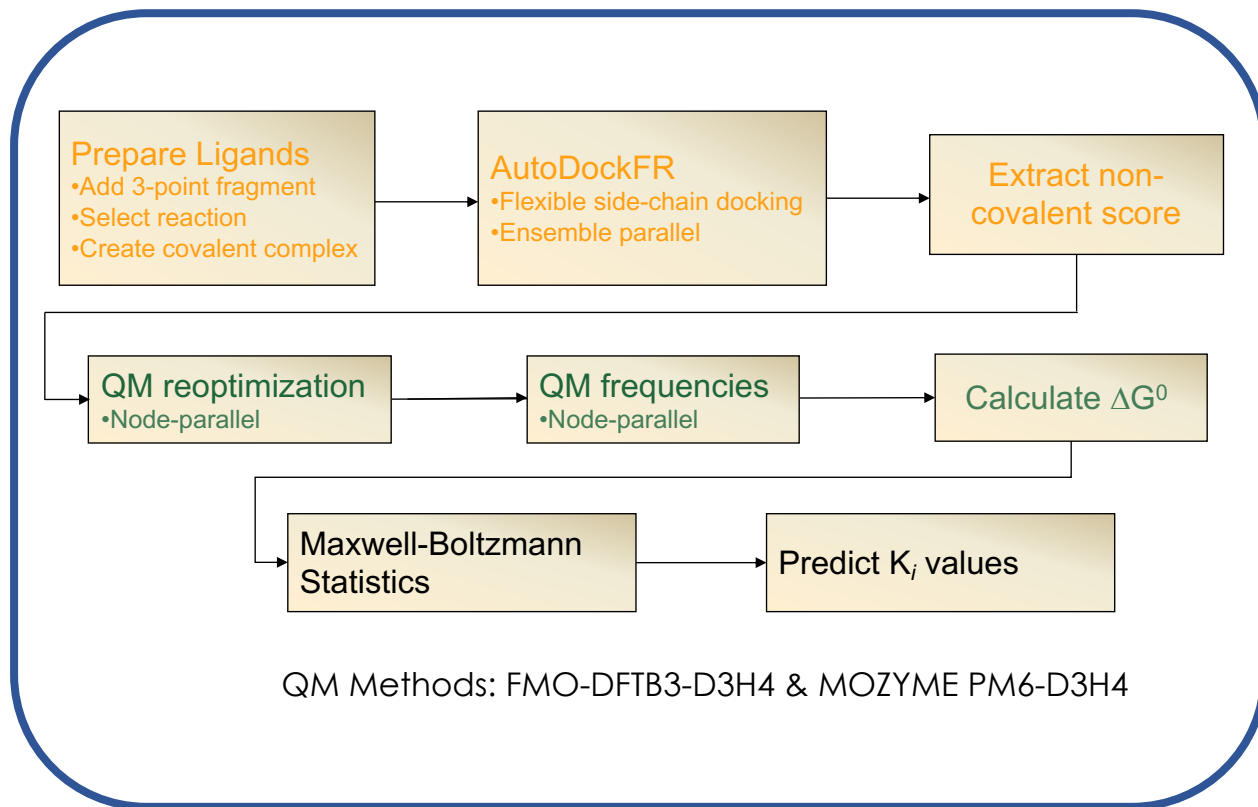 Prepare Ligands
•Add 3-point fragment
•Select reaction
•Create covalent complex
AutoDockFR
•Flexible side-chain docking
•Ensemble parallel
Extract non-
covalent score
QM reoptimization
•Node-parallel
QM frequencies
•Node-parallel
Calculate ΔG⁰
Maxwell-Boltzmann
Statistics
Predict Kᵢ values
QM Methods: FMO-DFTB3-D3H4 & MOZYME PM6-D3H4